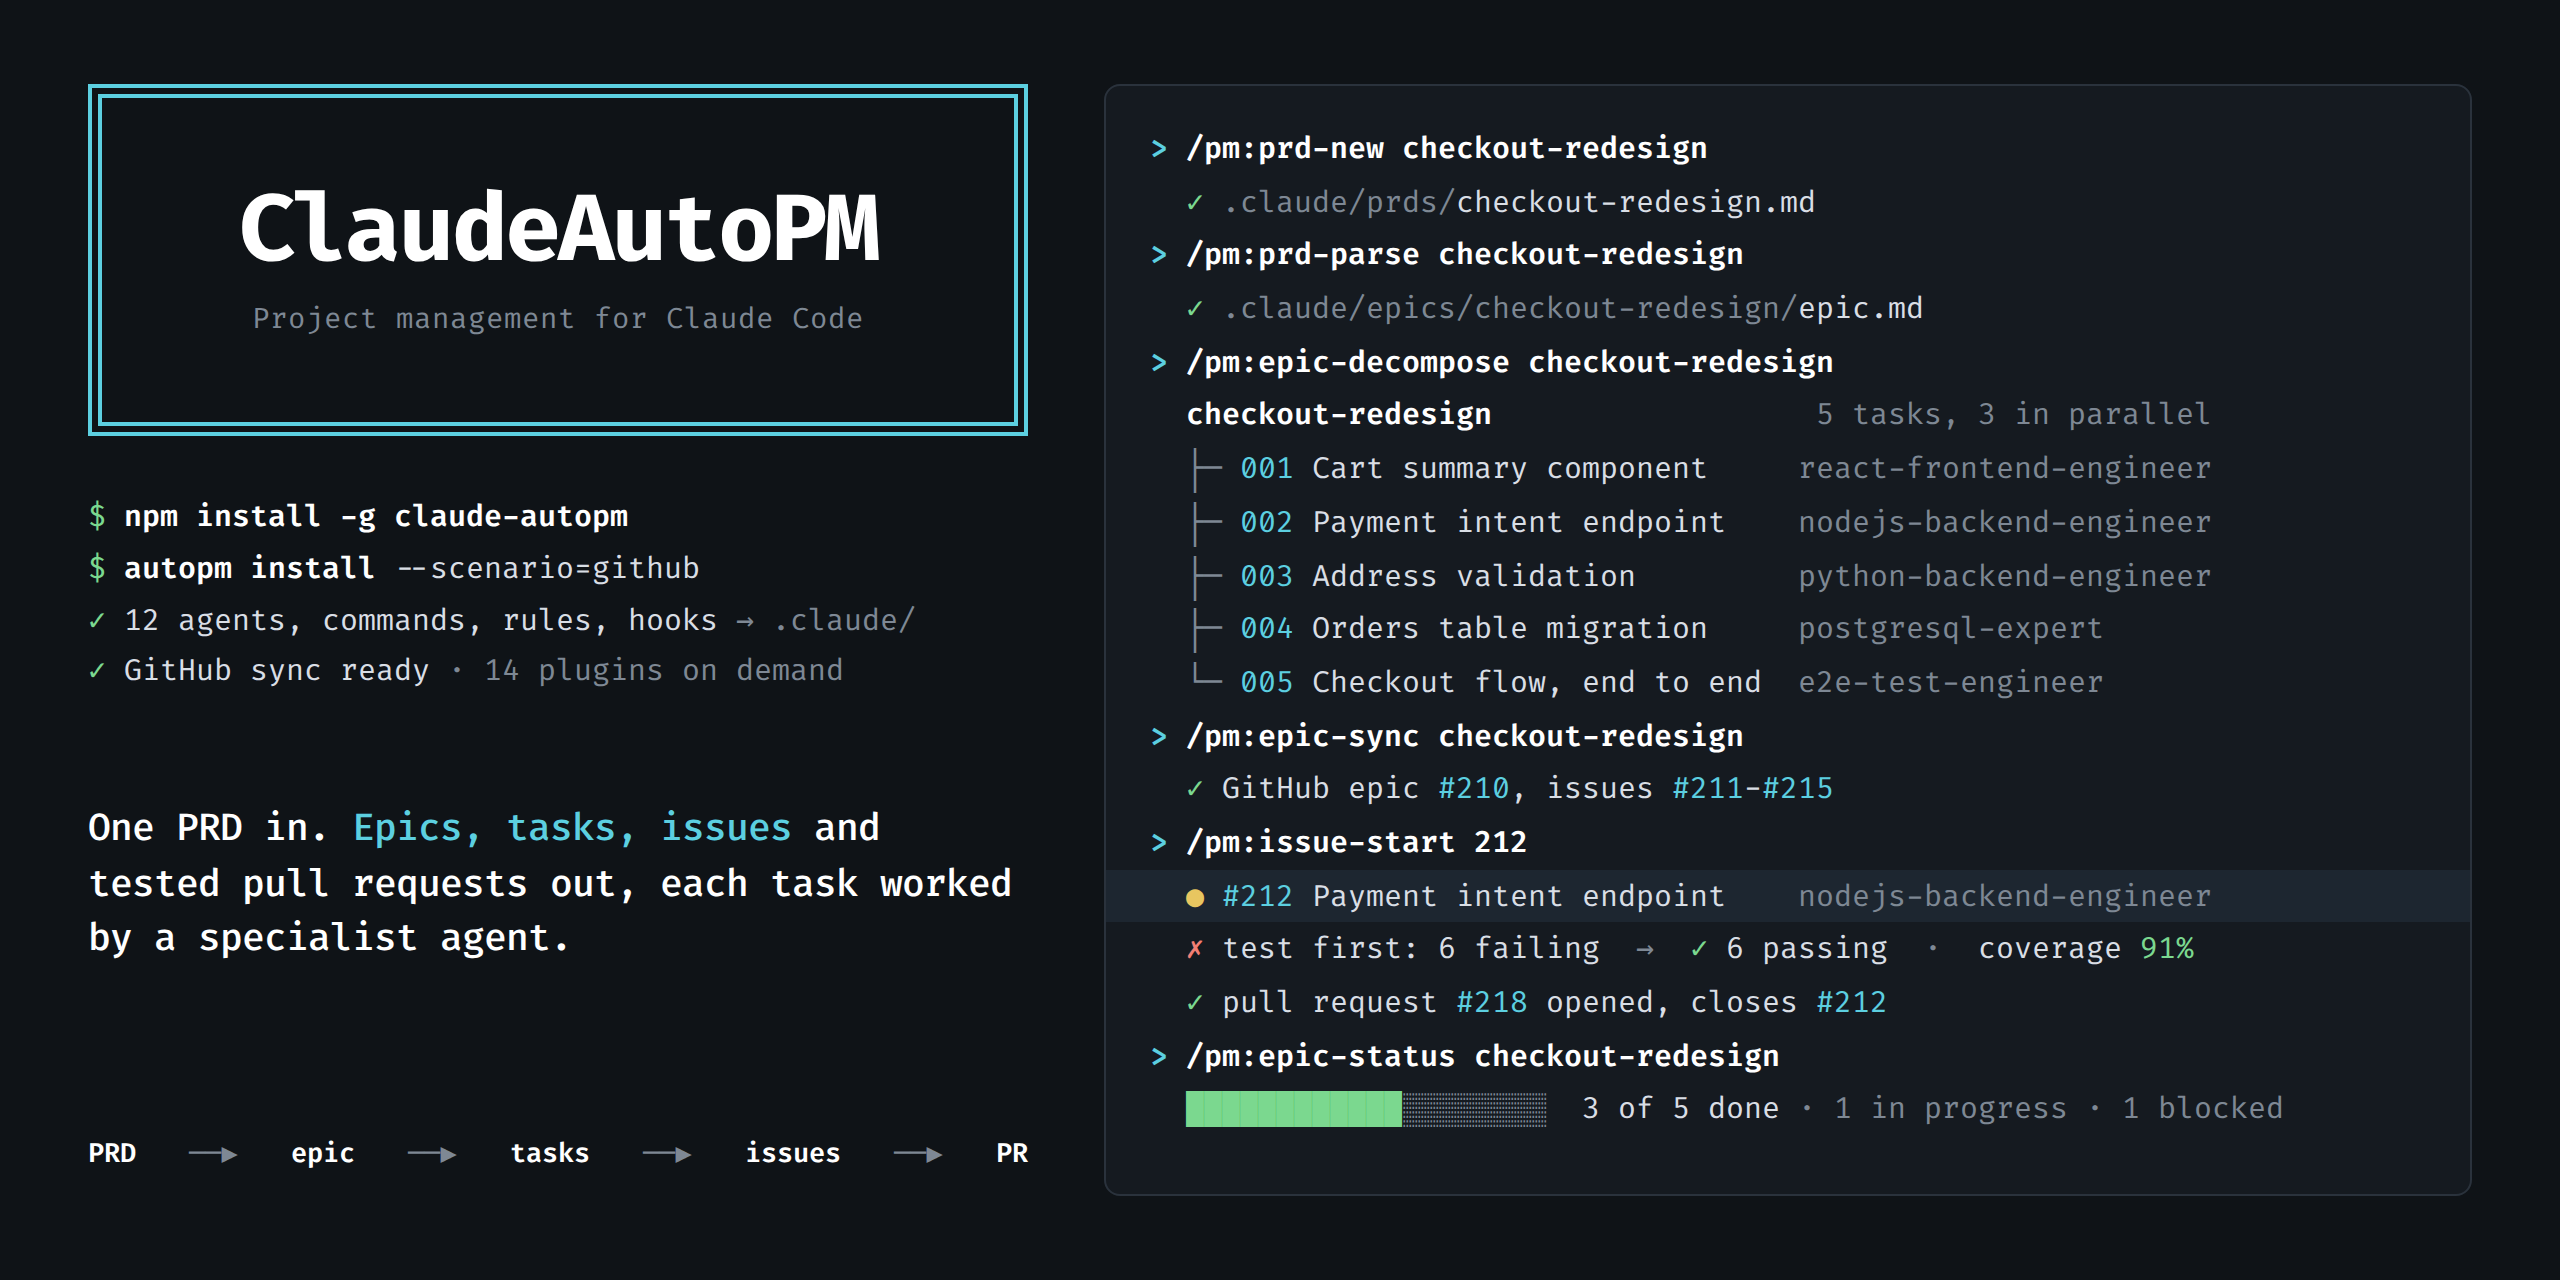 ClaudeAutoPM
Project management for Claude Code
$ npm install -g claude-autopm
$ autopm install --scenario=github
✓ 12 agents, commands, rules, hooks → .claude/
✓ GitHub sync ready · 14 plugins on demand
One PRD in. Epics, tasks, issues and
tested pull requests out, each task worked
by a specialist agent.
PRD ──▶ epic ──▶ tasks ──▶ issues ──▶ PR
> /pm:prd-new checkout-redesign
✓ .claude/prds/checkout-redesign.md
> /pm:prd-parse checkout-redesign
✓ .claude/epics/checkout-redesign/epic.md
> /pm:epic-decompose checkout-redesign
checkout-redesign 5 tasks, 3 in parallel
├─ 001 Cart summary component react-frontend-engineer
├─ 002 Payment intent endpoint nodejs-backend-engineer
├─ 003 Address validation python-backend-engineer
├─ 004 Orders table migration postgresql-expert
└─ 005 Checkout flow, end to end e2e-test-engineer
> /pm:epic-sync checkout-redesign
✓ GitHub epic #210, issues #211-#215
> /pm:issue-start 212
● #212 Payment intent endpoint nodejs-backend-engineer
✗ test first: 6 failing → ✓ 6 passing · coverage 91%
✓ pull request #218 opened, closes #212
> /pm:epic-status checkout-redesign
3 of 5 done · 1 in progress · 1 blocked